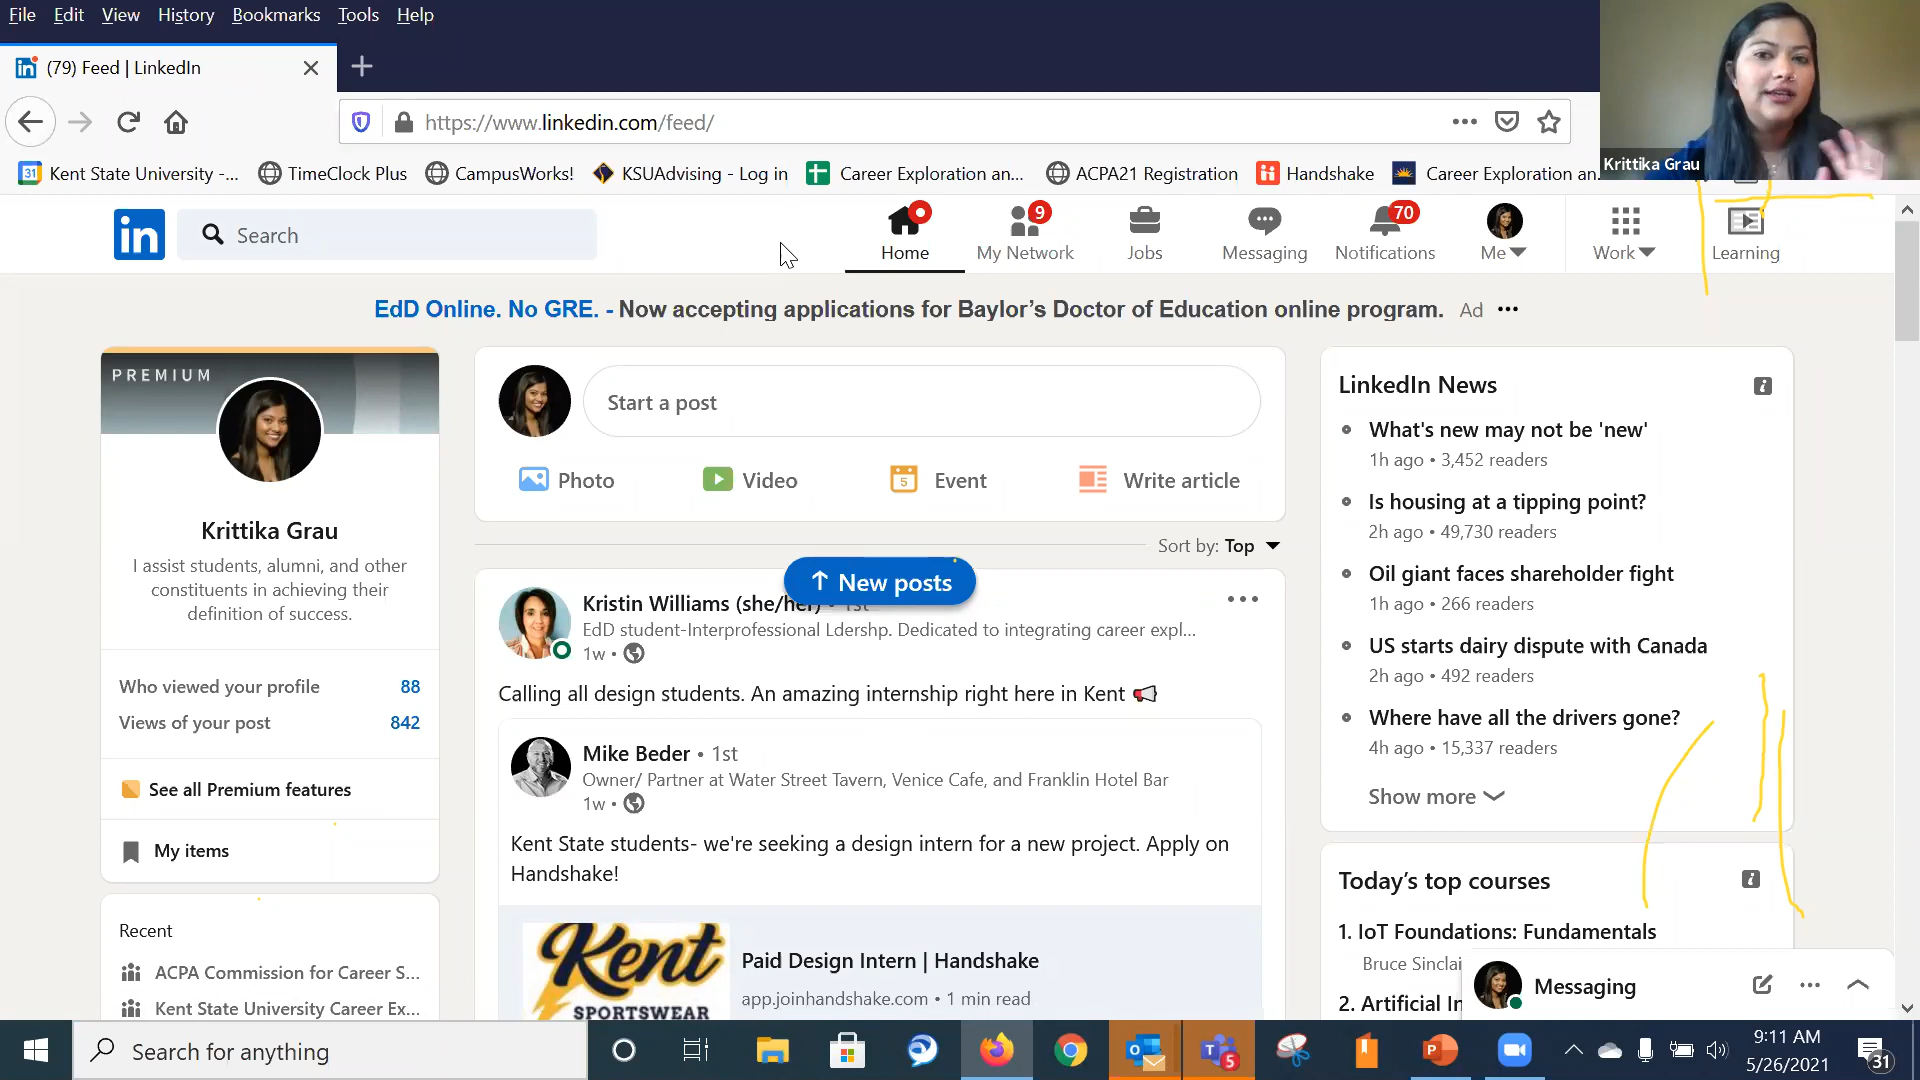 File Edit View History Bookmarks Tools Help
(79) Feed | LinkedIn
https://www.linkedin.com/feed/
Krittika Grau
Kent State University -... TimeClock Plus CampusWorks! KSUAdvising - Log in Career Exploration an... ACPA21 Registration Handshake Career Exploration an
in Search Home 9 My Network Jobs Messaging 70 Notifications Me Work Learning
EdD Online. No GRE. - Now accepting applications for Baylor's Doctor of Education online program. Ad
PREMIUM
Krittika Grau
I assist students, alumni, and other
constituents in achieving their
definition of success.
Who viewed your profile 88
Views of your post 842
See all Premium features
My items
Recent
ACPA Commission for Career S...
Kent State University Career Ex...
Start a post
Photo Video Event Write article
Sort by: Top
↑ New posts
Kristin Williams (she/her) • 1st
EdD student-Interprofessional Ldershp. Dedicated to integrating career expl...
1w •
Calling all design students. An amazing internship right here in Kent
Mike Beder • 1st
Owner/ Partner at Water Street Tavern, Venice Cafe, and Franklin Hotel Bar
1w •
Kent State students- we're seeking a design intern for a new project. Apply on
Handshake!
Kent
SPORTSWEAR
Paid Design Intern | Handshake
app.joinhandshake.com • 1 min read
LinkedIn News
What's new may not be 'new'
1h ago • 3,452 readers
Is housing at a tipping point?
2h ago • 49,730 readers
Oil giant faces shareholder fight
1h ago • 266 readers
US starts dairy dispute with Canada
2h ago • 492 readers
Where have all the drivers gone?
4h ago • 15,337 readers
Show more
Today's top courses
1. IoT Foundations: Fundamentals
Bruce Sinclai
2. Artificial In
Messaging
Search for anything
5
9:11 AM
5/26/2021
31